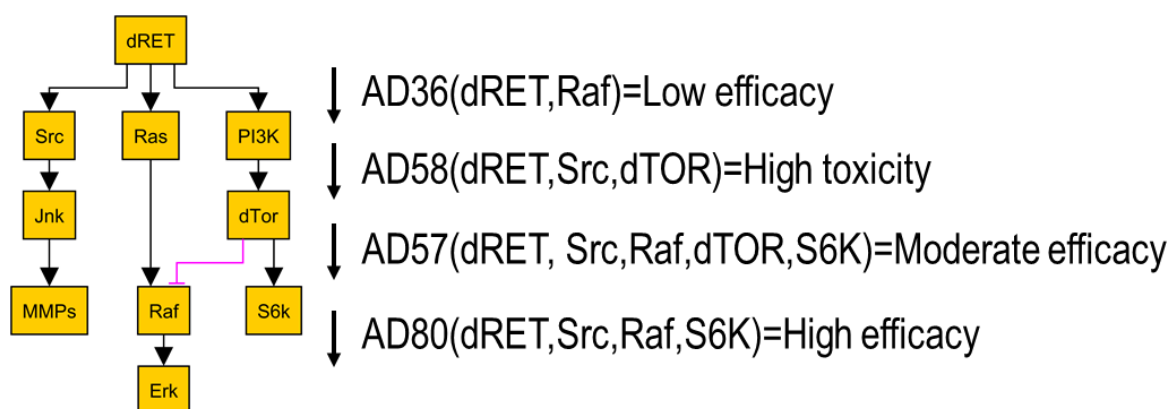 dRET
Src
Ras
PI3K
Jnk
dTor
MMPs
Raf
S6k
Erk
AD36(dRET,Raf)=Low efficacy
AD58(dRET,Src,dTOR)=High toxicity
AD57(dRET, Src,Raf,dTOR,S6K)=Moderate efficacy
AD80(dRET,Src,Raf,S6K)=High efficacy